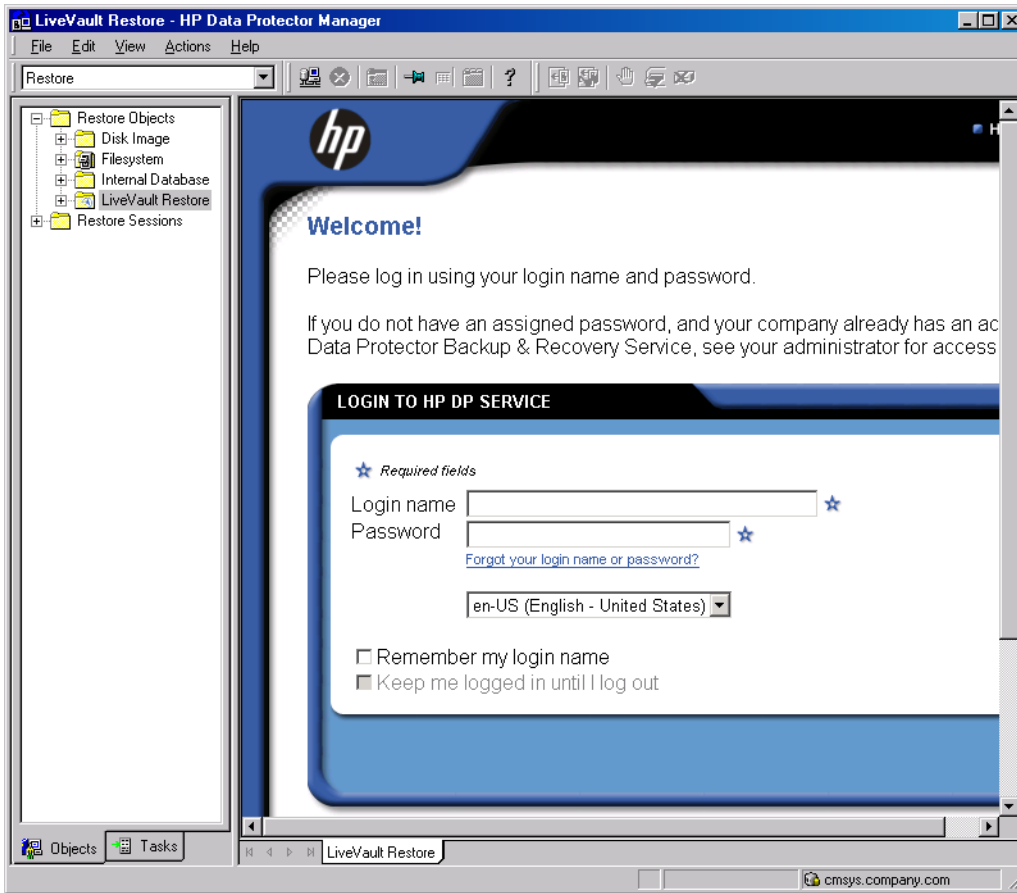 LiveVault Restore - HP Data Protector Manager
File Edit View Actions Help
Restore
?
Restore Objects
Disk Image
Filesystem
Internal Database
LiveVault Restore
Restore Sessions
hp
H
Welcome!
Please log in using your login name and password.
If you do not have an assigned password, and your company already has an ac
Data Protector Backup & Recovery Service, see your administrator for access
LOGIN TO HP DP SERVICE
Required fields
Login name
Password
Forgot your login name or password?
en-US (English - United States)
Remember my login name
Keep me logged in until I log out
Objects Tasks
LiveVault Restore
cmsys.company.com